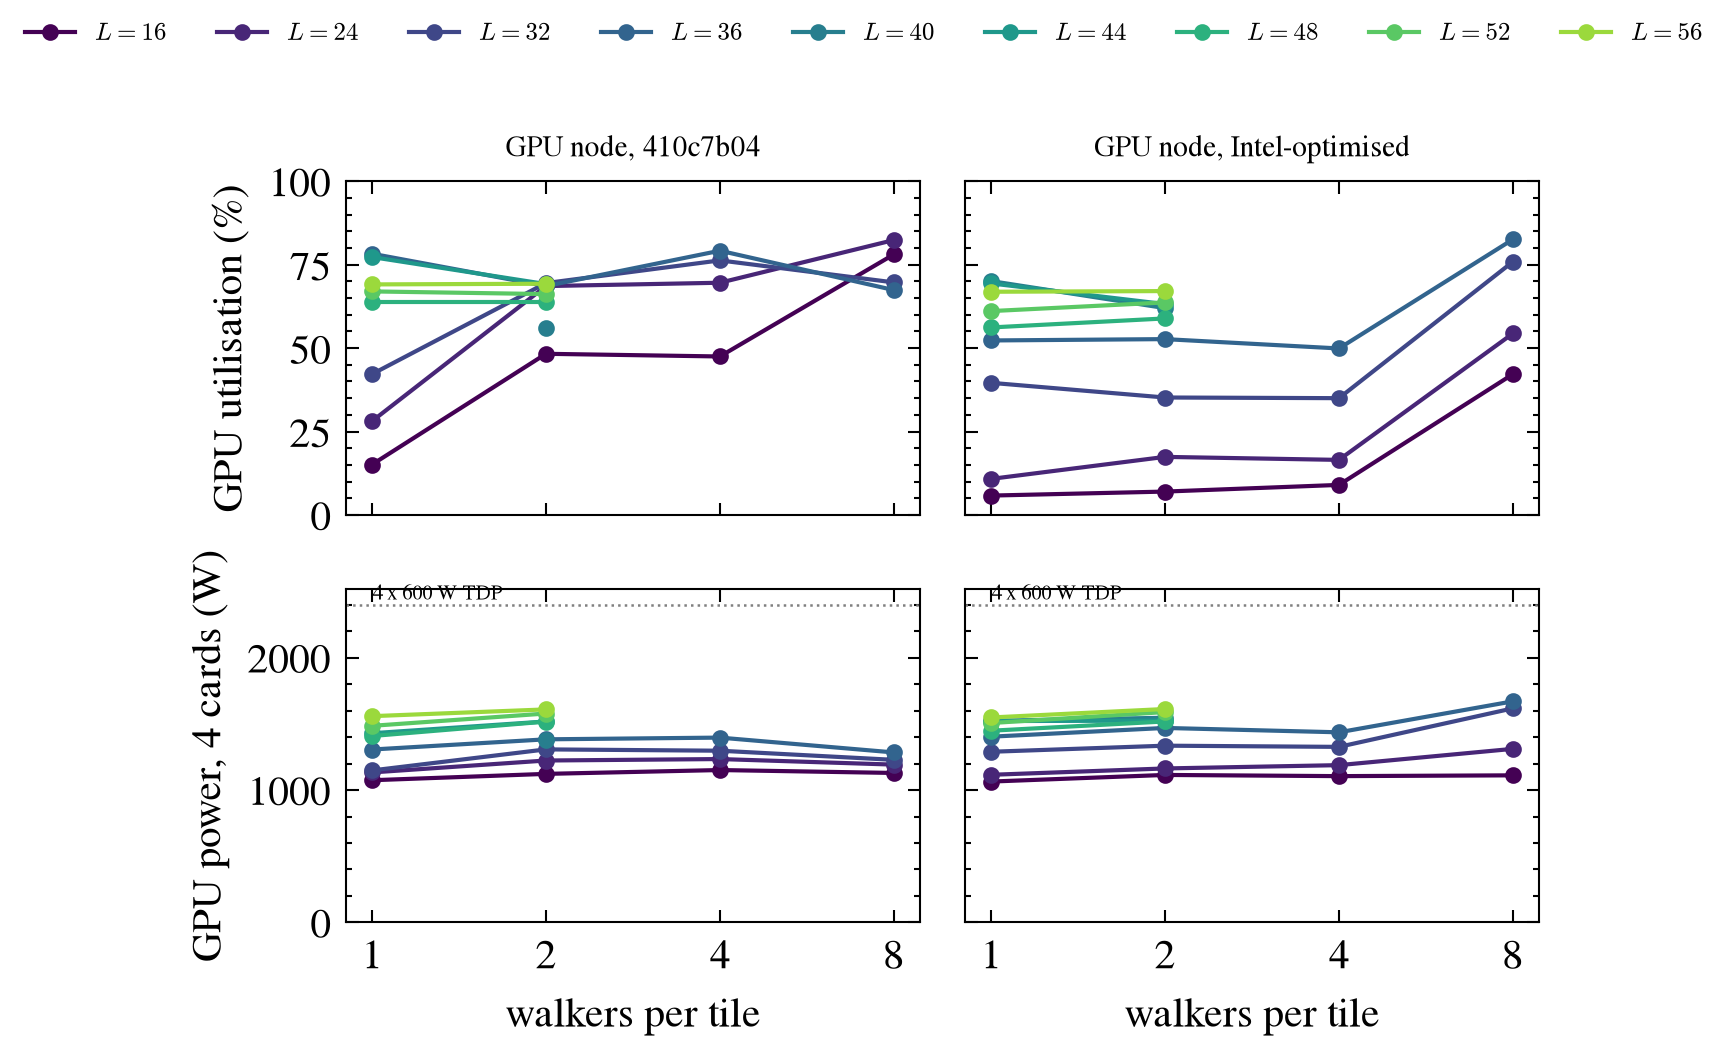 L = 16 L = 24 L = 32 L = 36 L = 40 L = 44 L = 48 L = 52 L = 56
GPU node, 410c7b04
GPU node, Intel-optimised
GPU utilisation (%)
100
75
50
25
0
GPU power, 4 cards (W)
4 x 600 W TDP
4 x 600 W TDP
2000
1000
0
1 2 4 8
1 2 4 8
walkers per tile
walkers per tile